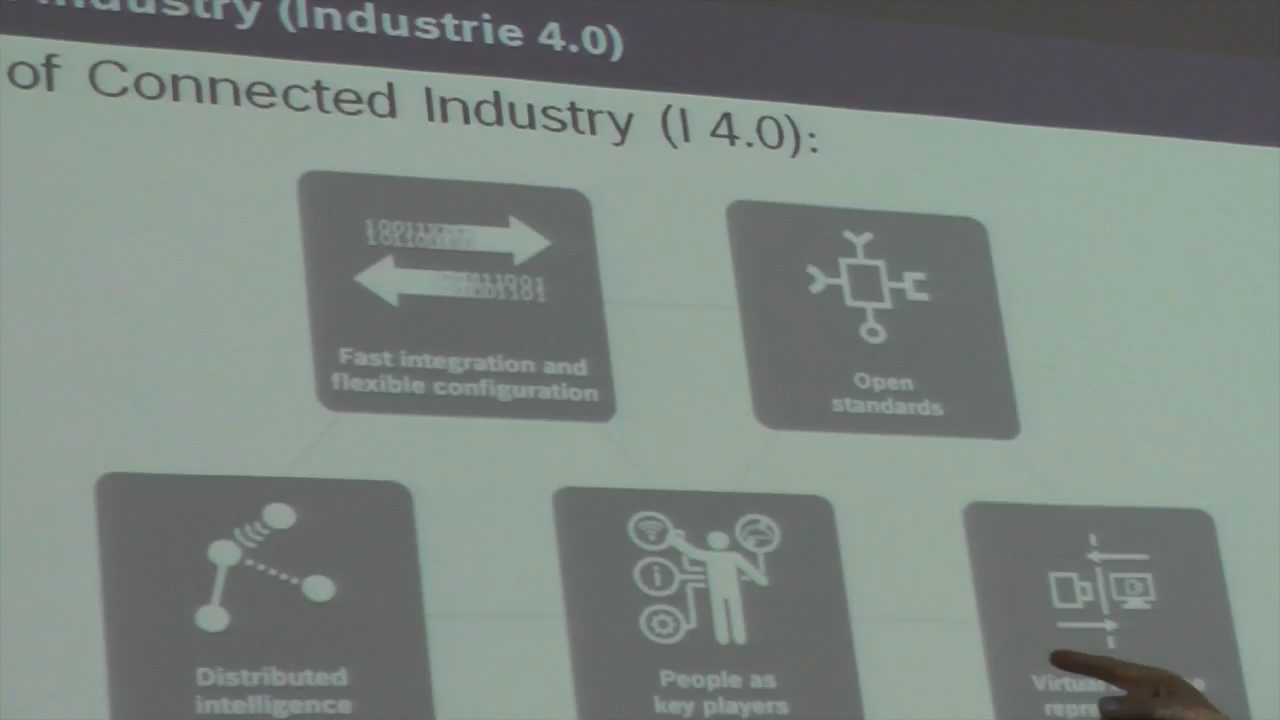 Industry (Industrie 4.0)
of Connected Industry (I 4.0):
Fast integration and
flexible configuration
Open
standards
Distributed
intelligence
People as
key players